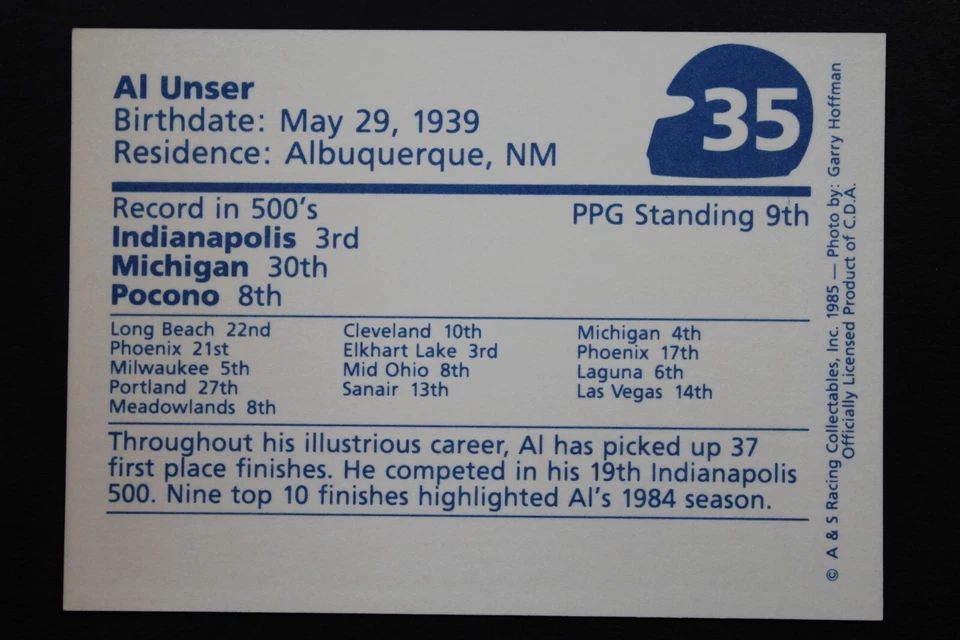 Al Unser
Birthdate: May 29, 1939
Residence: Albuquerque, NM
35
Record in 500's
PPG Standing 9th
Indianapolis 3rd
Michigan 30th
Pocono 8th
Long Beach 22nd
Phoenix 21st
Milwaukee 5th
Portland 27th
Meadowlands 8th
Cleveland 10th
Elkhart Lake 3rd
Mid Ohio 8th
Sanair 13th
Michigan 4th
Phoenix 17th
Laguna 6th
Las Vegas 14th
Throughout his illustrious career, Al has picked up 37
first place finishes. He competed in his 19th Indianapolis
500. Nine top 10 finishes highlighted Al's 1984 season.
© A & S Racing Collectables, Inc. 1985 — Photo by: Garry Hoffman
Officially Licensed Product of C.D.A.